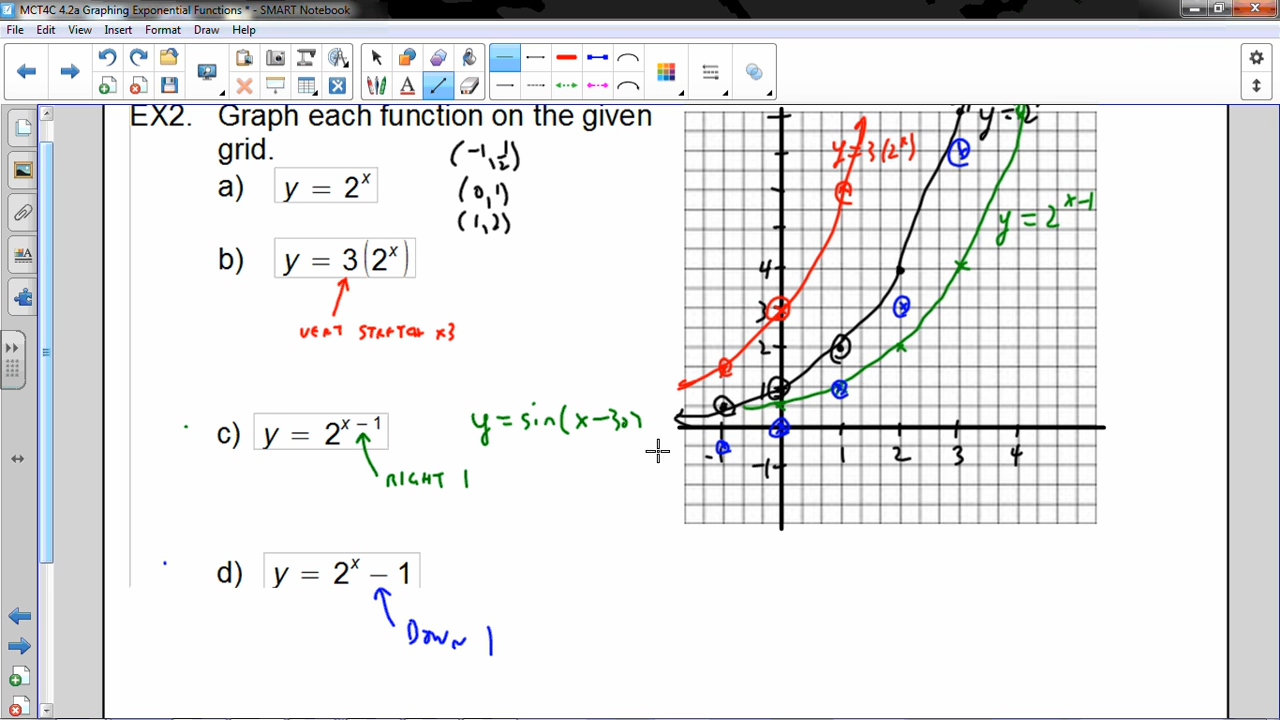 MCT4C 4.2a Graphing Exponential Functions * - SMART Notebook
File Edit View Insert Format Draw Help
EX2. Graph each function on the given
grid.
(-1, 1/2)
a) y = 2^x
(0, 1)
(1, 2)
b) y = 3(2^x)
VERT STRETCH x3
c) y = 2^(x – 1)
y = sin(x-30)
RIGHT 1
d) y = 2^x – 1
DOWN 1
y = 3(2^x)
y = 2^(x-1)
4
3
2
1
-1 1 2 3 4
-1